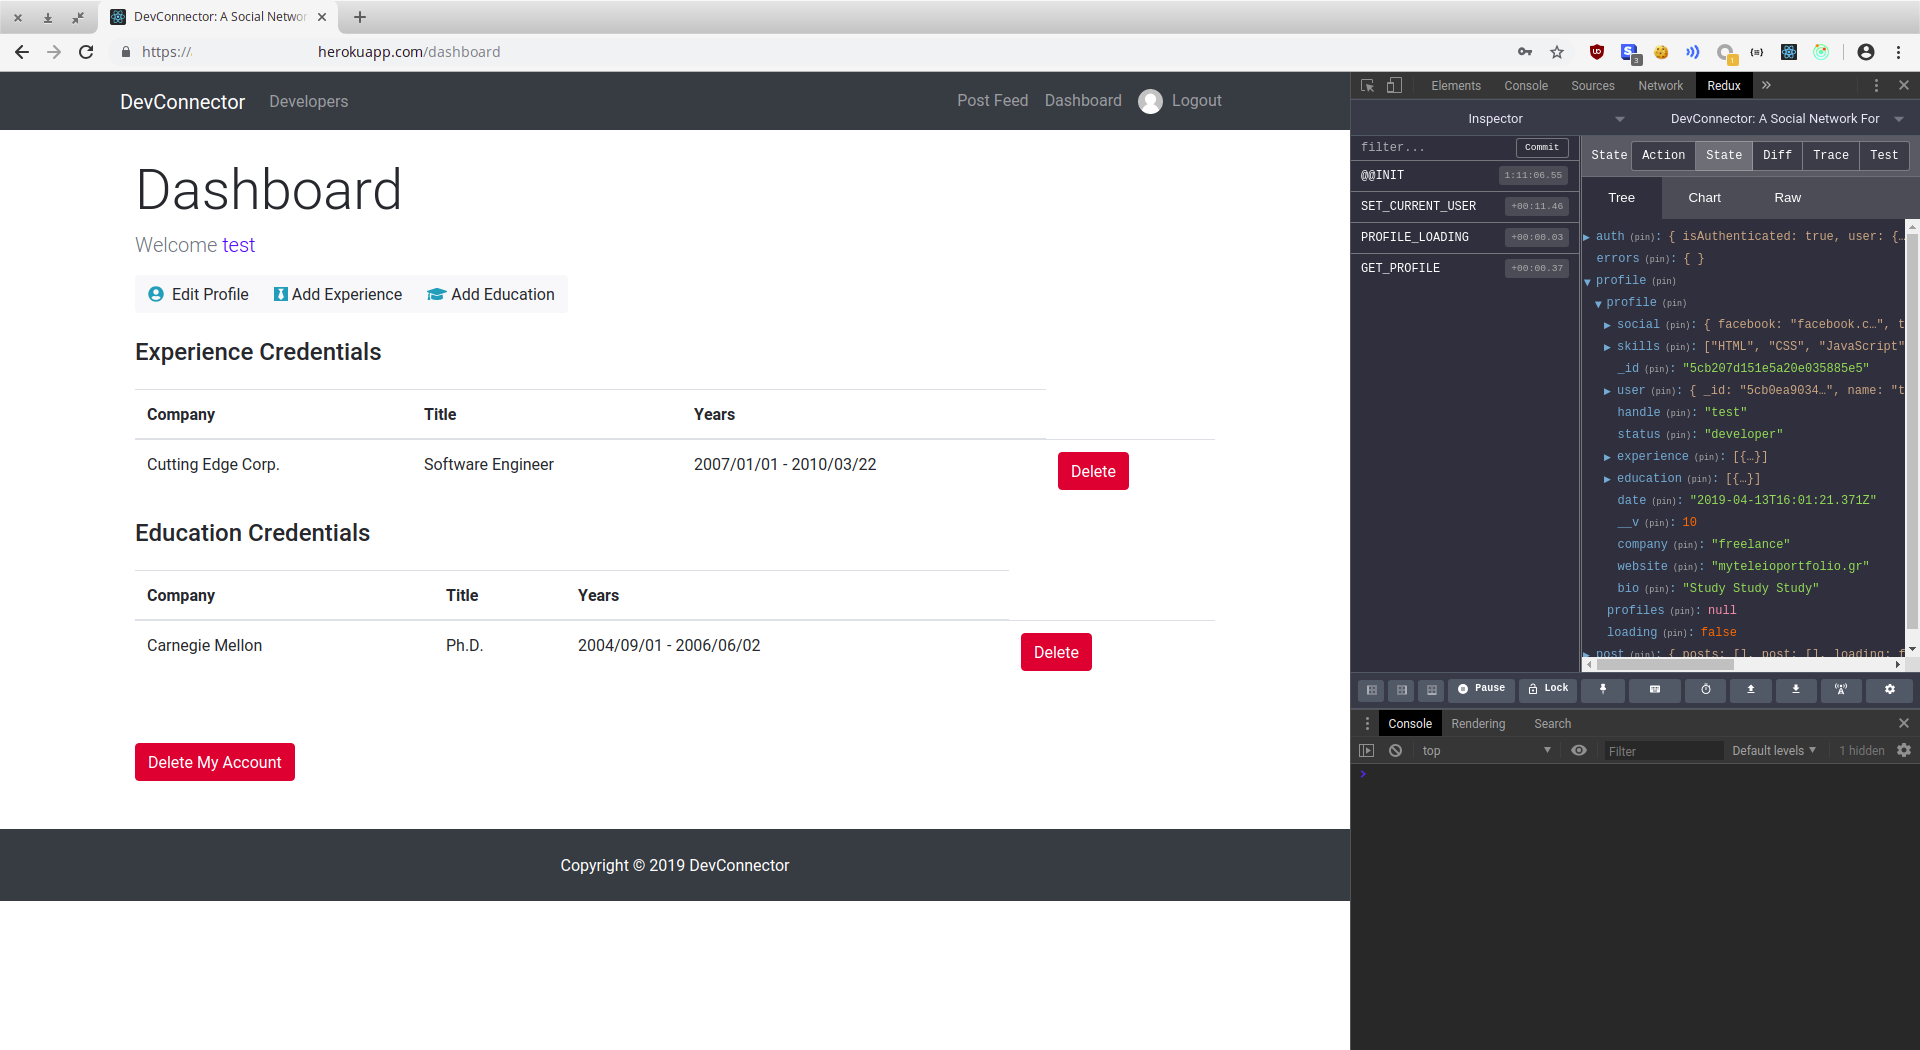 DevConnector: A Social Networ
https://
herokuapp.com/dashboard
3
1
DevConnector Developers Post Feed Dashboard Logout
Dashboard
Welcome test
Edit Profile Add Experience Add Education
Experience Credentials
Company Title Years
Cutting Edge Corp. Software Engineer 2007/01/01 - 2010/03/22 Delete
Education Credentials
Company Title Years
Carnegie Mellon Ph.D. 2004/09/01 - 2006/06/02 Delete
Delete My Account
Copyright © 2019 DevConnector
Elements Console Sources Network Redux »
Inspector DevConnector: A Social Network For
filter... Commit
@@INIT 1:11:06.55
SET_CURRENT_USER +00:11.46
PROFILE_LOADING +00:00.03
GET_PROFILE +00:00.37
State Action State Diff Trace Test
Tree Chart Raw
auth (pin): { isAuthenticated: true, user: {…
errors (pin): { }
profile (pin)
profile (pin)
social (pin): { facebook: "facebook.c…", t
skills (pin): ["HTML", "CSS", "JavaScript"
_id (pin): "5cb207d151e5a20e035885e5"
user (pin): { _id: "5cb0ea9034…", name: "t
handle (pin): "test"
status (pin): "developer"
experience (pin): [{…}]
education (pin): [{…}]
date (pin): "2019-04-13T16:01:21.371Z"
__v (pin): 10
company (pin): "freelance"
website (pin): "myteleioportfolio.gr"
bio (pin): "Study Study Study"
profiles (pin): null
loading (pin): false
post (pin): { posts: [], post: [], loading: f
Pause Lock
Console Rendering Search
top Filter Default levels 1 hidden